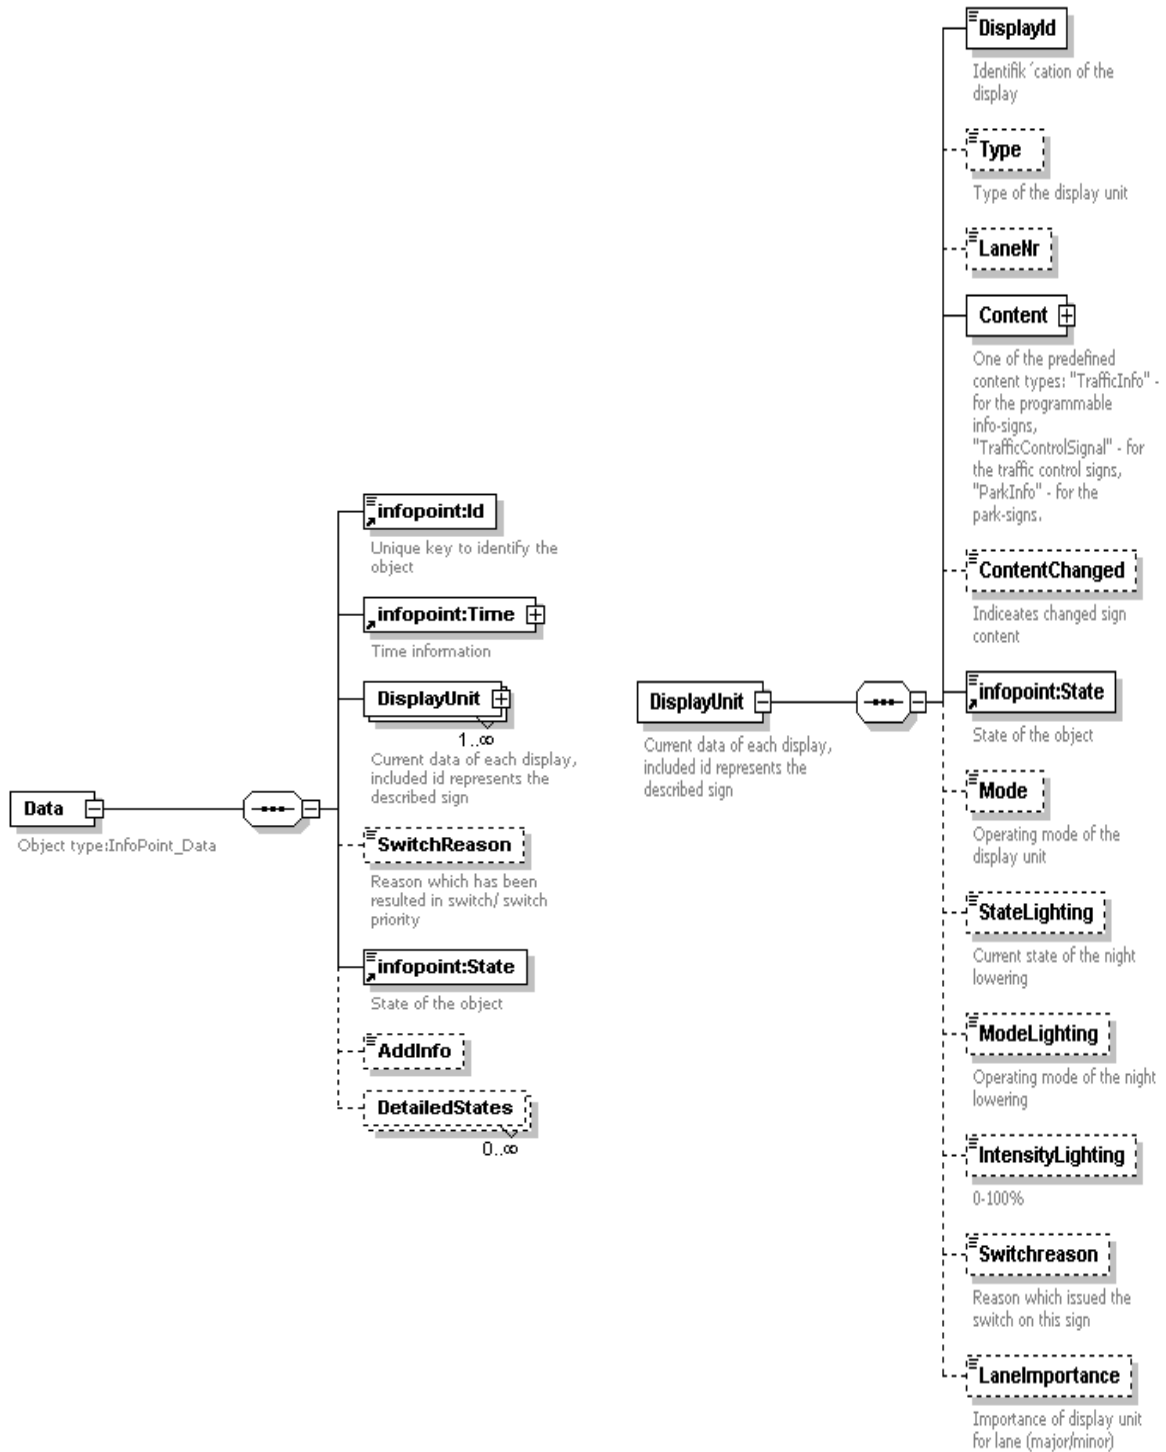 Data
Object type:InfoPoint_Data
infopoint:Id
Unique key to identify the
object
infopoint:Time
Time information
DisplayUnit
1..∞
Current data of each display,
included id represents the
described sign
SwitchReason
Reason which has been
resulted in switch/ switch
priority
infopoint:State
State of the object
AddInfo
DetailedStates
0..∞
DisplayUnit
Current data of each display,
included id represents the
described sign
DisplayId
Identifik´cation of the
display
Type
Type of the display unit
LaneNr
Content
One of the predefined
content types: "TrafficInfo" -
for the programmable
info-signs,
"TrafficControlSignal" - for
the traffic control signs,
"ParkInfo" - for the
park-signs.
ContentChanged
Indiceates changed sign
content
infopoint:State
State of the object
Mode
Operating mode of the
display unit
StateLighting
Current state of the night
lowering
ModeLighting
Operating mode of the night
lowering
IntensityLighting
0-100%
Switchreason
Reason which issued the
switch on this sign
LaneImportance
Importance of display unit
for lane (major/minor)